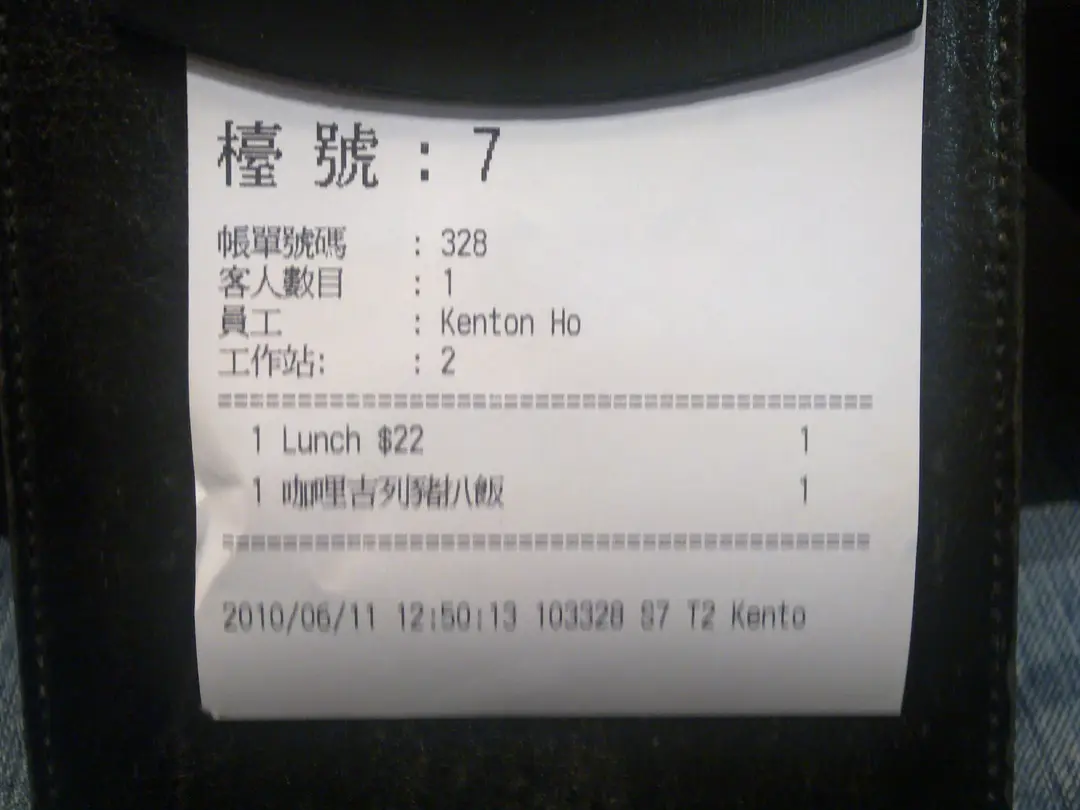 檯號：7
帳單號碼 : 328
客人數目 : 1
員工 : Kenton Ho
工作站: : 2
========================================
1 Lunch $22 1
1 咖哩吉列豬扒飯 1
========================================
2010/06/11 12:50:13 103328 S7 T2 Kento